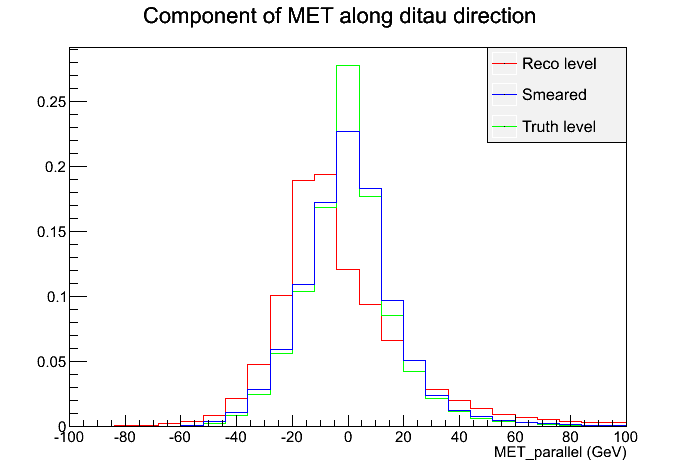 Component of MET along ditau direction
Reco level
Smeared
Truth level
0.25
0.2
0.15
0.1
0.05
0
-100 -80 -60 -40 -20 0 20 40 60 80 100
MET_parallel (GeV)